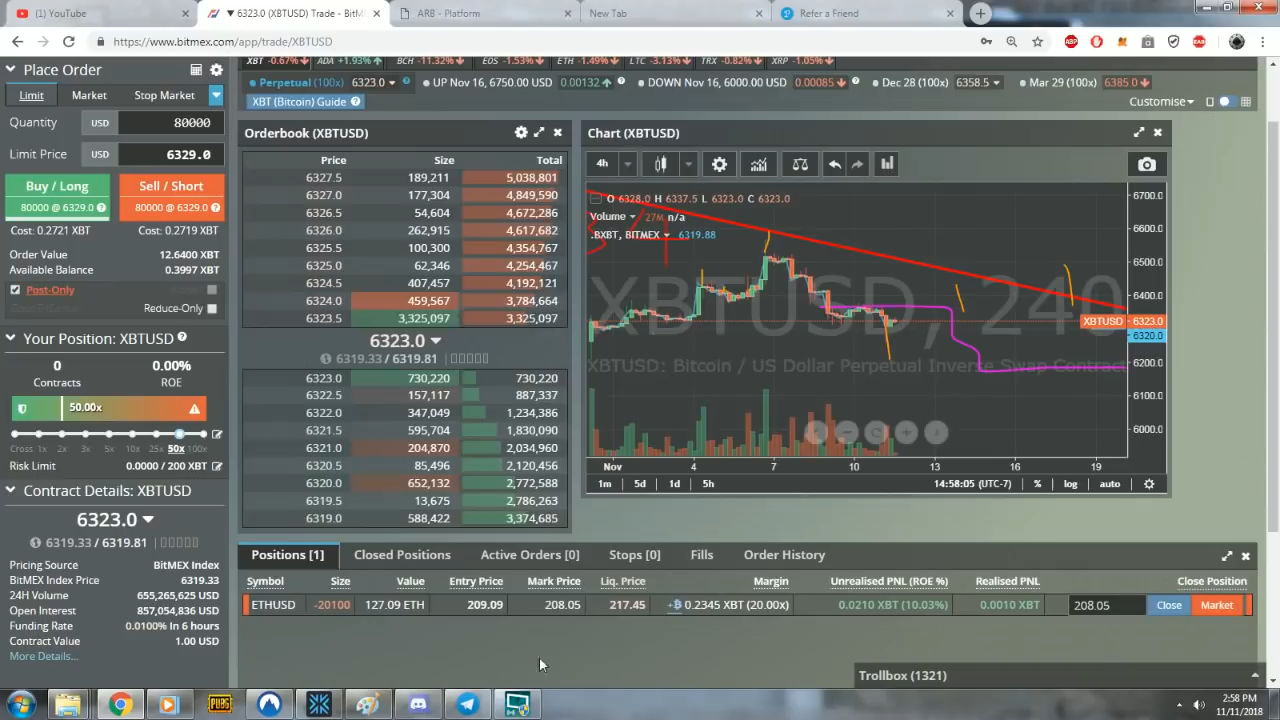 (1) YouTube
▼ 6323.0 (XBTUSD) Trade - BitM
ARB - Platform
New Tab
Refer a Friend
https://www.bitmex.com/app/trade/XBTUSD
XBT -0.67% ADA +1.93% BCH -11.32% EOS -1.53% ETH -1.49% LTC -3.13% TRX -0.82% XRP -1.05%
Perpetual (100x) 6323.0 UP Nov 16, 6750.00 USD 0.00132 DOWN Nov 16, 6000.00 USD 0.00085 Dec 28 (100x) 6358.5 Mar 29 (100x) 6385.0
XBT (Bitcoin) Guide
Customise
Place Order
Limit Market Stop Market
Quantity USD 80000
Limit Price USD 6329.0
Buy / Long
80000 @ 6329.0
Sell / Short
80000 @ 6329.0
Cost: 0.2721 XBT Cost: 0.2719 XBT
Order Value 12.6400 XBT
Available Balance 0.3997 XBT
Post-Only
Reduce-Only
Your Position: XBTUSD
0 0.00%
Contracts ROE
50.00x
Cross 1x 2x 3x 5x 10x 25x 50x 100x
Risk Limit 0.0000 / 200 XBT
Contract Details: XBTUSD
6323.0
6319.33 / 6319.81
Pricing Source BitMEX Index
BitMEX Index Price 6319.33
24H Volume 655,265,625 USD
Open Interest 857,054,836 USD
Funding Rate 0.0100% In 6 hours
Contract Value 1.00 USD
More Details...
Orderbook (XBTUSD)
Price Size Total
6327.5 189,211 5,038,801
6327.0 177,304 4,849,590
6326.5 54,604 4,672,286
6326.0 262,915 4,617,682
6325.5 100,300 4,354,767
6325.0 62,346 4,254,467
6324.5 407,457 4,192,121
6324.0 459,567 3,784,664
6323.5 3,325,097 3,325,097
6323.0
6319.33 / 6319.81
6323.0 730,220 730,220
6322.5 157,117 887,337
6322.0 347,049 1,234,386
6321.5 595,704 1,830,090
6321.0 204,870 2,034,960
6320.5 85,496 2,120,456
6320.0 652,132 2,772,588
6319.5 13,675 2,786,263
6319.0 588,422 3,374,685
Chart (XBTUSD)
4h
O 6328.0 H 6337.5 L 6323.0 C 6323.0
Volume 27M n/a
.BXBT, BITMEX 6319.88
XBTUSD, 240
XBTUSD: Bitcoin / US Dollar Perpetual Inverse Swap Contract
6700.0
6600.0
6500.0
6400.0
XBTUSD 6323.0
6320.0
6200.0
6100.0
6000.0
Nov 4 7 10 13 16 19
1m 5d 1d 5h 14:58:05 (UTC-7) % log auto
Positions [1] Closed Positions Active Orders [0] Stops [0] Fills Order History
Symbol Size Value Entry Price Mark Price Liq. Price Margin Unrealised PNL (ROE %) Realised PNL Close Position
ETHUSD -20100 127.09 ETH 209.09 208.05 217.45 0.2345 XBT (20.00x) 0.0210 XBT (10.03%) 0.0010 XBT 208.05 Close Market
Trollbox (1321)
PUBG
2:58 PM
11/11/2018